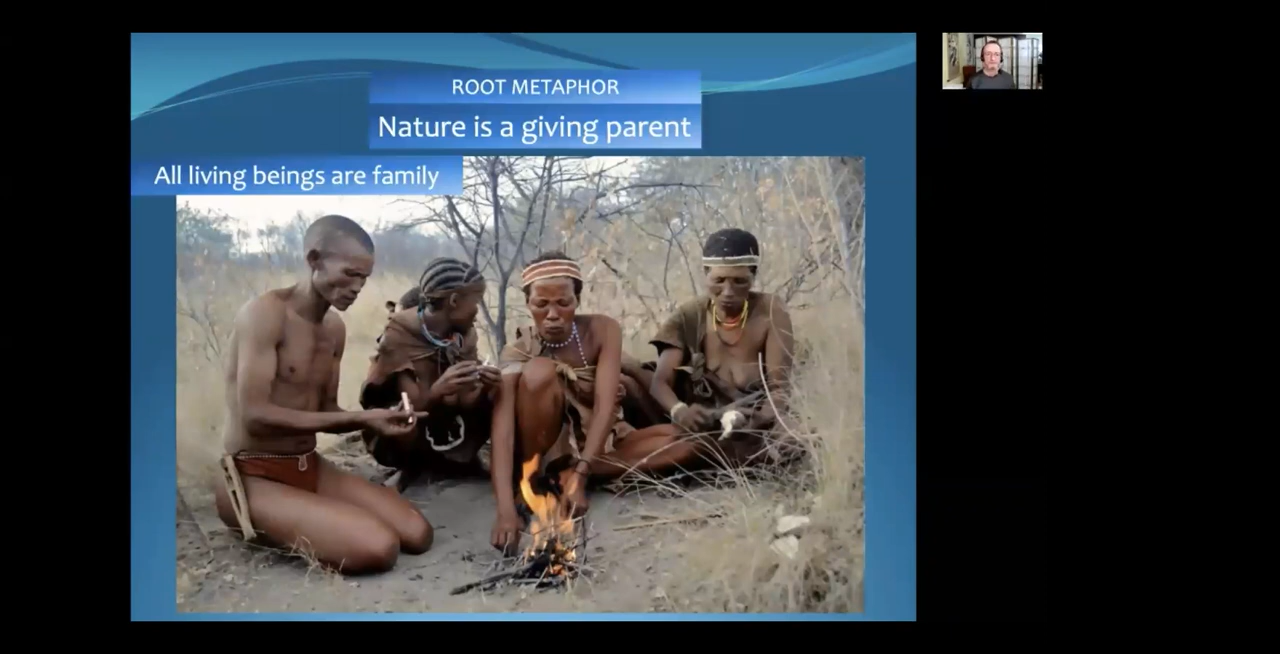 ROOT METAPHOR
Nature is a giving parent
All living beings are family